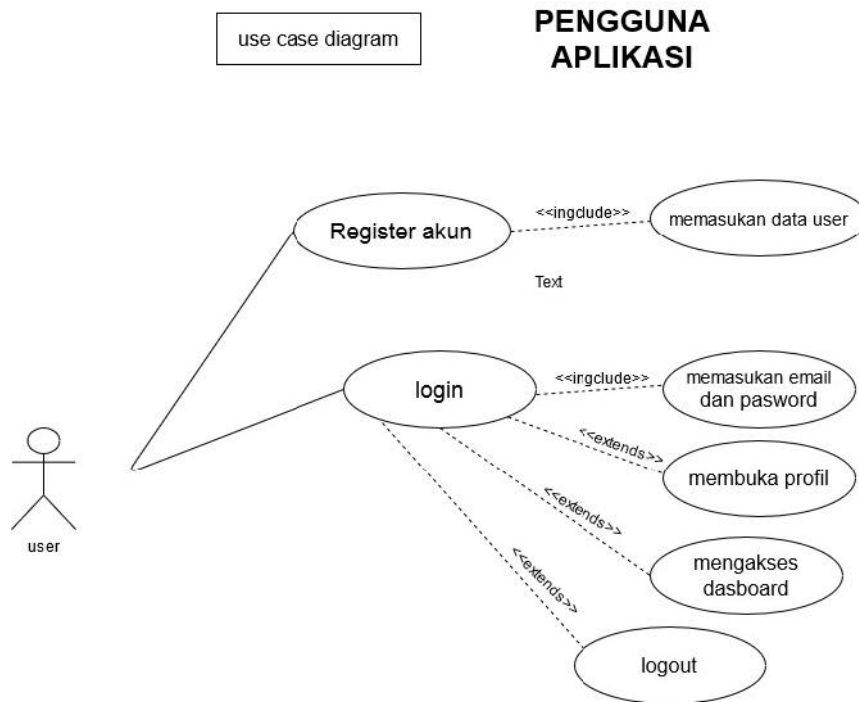 use case diagram
PENGGUNA
APLIKASI
Register akun
<<ingclude>>
memasukan data user
Text
login
<<ingclude>>
memasukan email
dan pasword
<<extends>>
membuka profil
<<extends>>
mengakses
dasboard
<<extends>>
logout
user